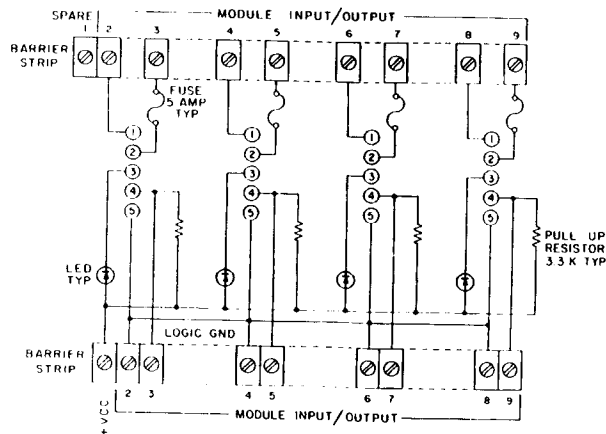 SPARE
MODULE INPUT/OUTPUT
1 2 3 4 5 6 7 8 9
BARRIER
STRIP
FUSE
5 AMP
TYP
1 1 1 1
2 2 2 2
3 3 3 3
4 4 4 4
5 5 5 5
PULL UP
RESISTOR
3.3 K TYP
LED
TYP
LOGIC GND
BARRIER
STRIP
2 3 4 5 6 7 8 9
+VCC
MODULE INPUT/OUTPUT